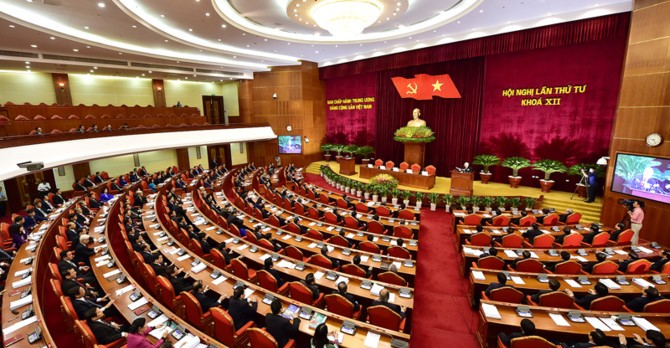 BAN CHẤP HÀNH TRUNG ƯƠNG
ĐẢNG CỘNG SẢN VIỆT NAM
HỘI NGHỊ LẦN THỨ TƯ
KHOÁ XII